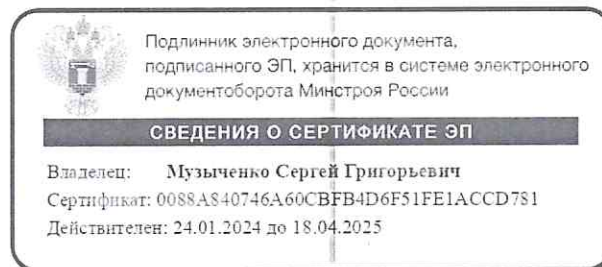 Подлинник электронного документа,
подписанного ЭП, хранится в системе электронного
документоборота Минстроя России
СВЕДЕНИЯ О СЕРТИФИКАТЕ ЭП
Владелец: Музыченко Сергей Григорьевич
Сертификат: 0088A840746A60CBFB4D6F51FE1ACCD781
Действителен: 24.01.2024 до 18.04.2025